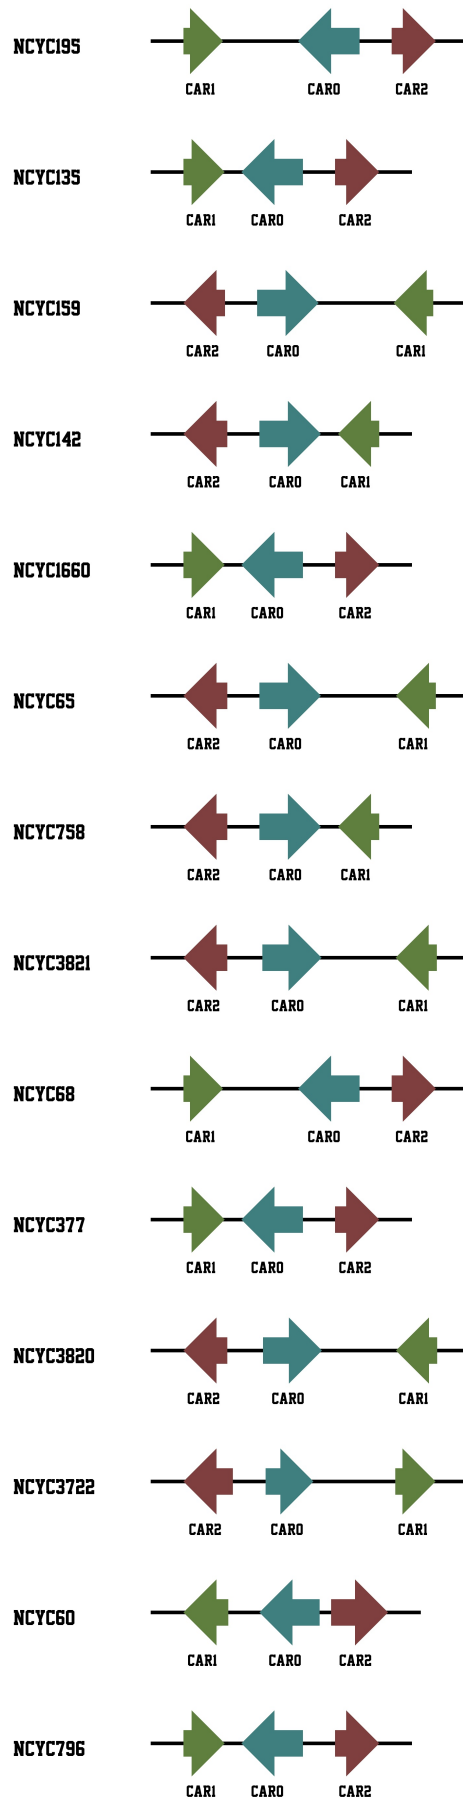 NCYC195
CAR1 CAR0 CAR2
NCYC135
CAR1 CAR0 CAR2
NCYC159
CAR2 CAR0 CAR1
NCYC142
CAR2 CAR0 CAR1
NCYC1660
CAR1 CAR0 CAR2
NCYC65
CAR2 CAR0 CAR1
NCYC758
CAR2 CAR0 CAR1
NCYC3821
CAR2 CAR0 CAR1
NCYC68
CAR1 CAR0 CAR2
NCYC377
CAR1 CAR0 CAR2
NCYC3820
CAR2 CAR0 CAR1
NCYC3722
CAR2 CAR0 CAR1
NCYC60
CAR1 CAR0 CAR2
NCYC796
CAR1 CAR0 CAR2